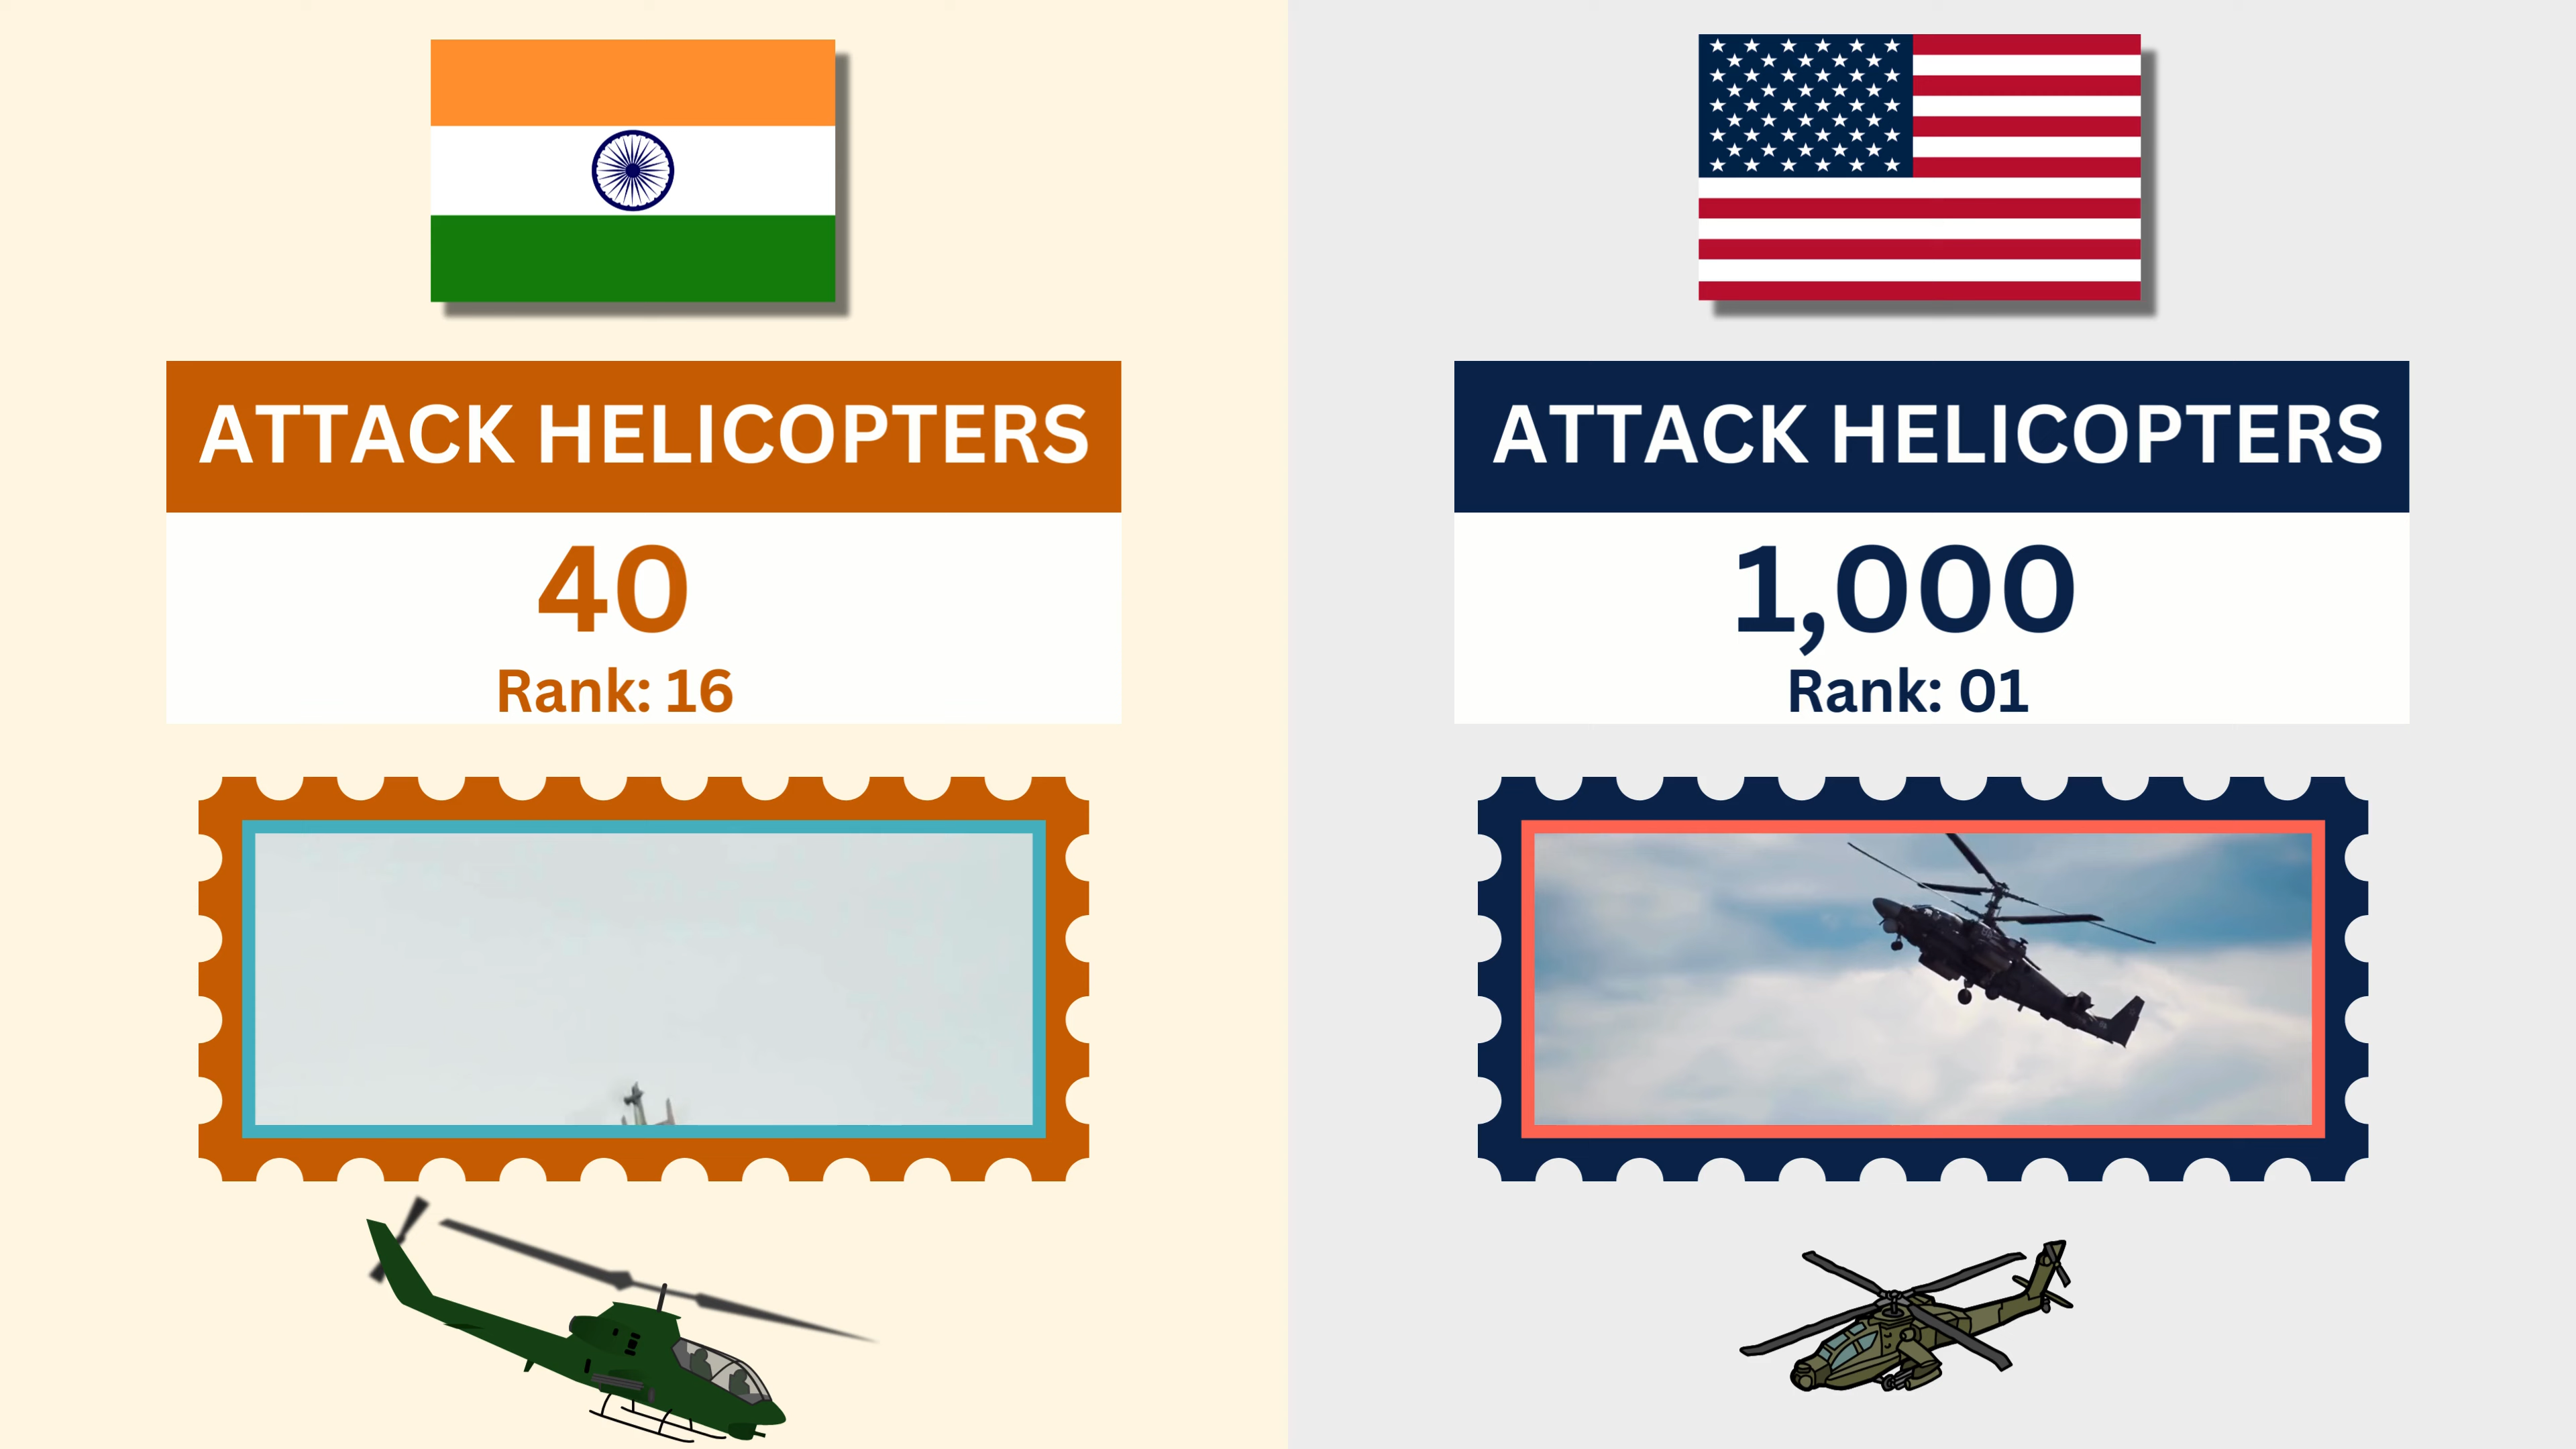 ATTACK HELICOPTERS
40
Rank: 16
ATTACK HELICOPTERS
1,000
Rank: 01